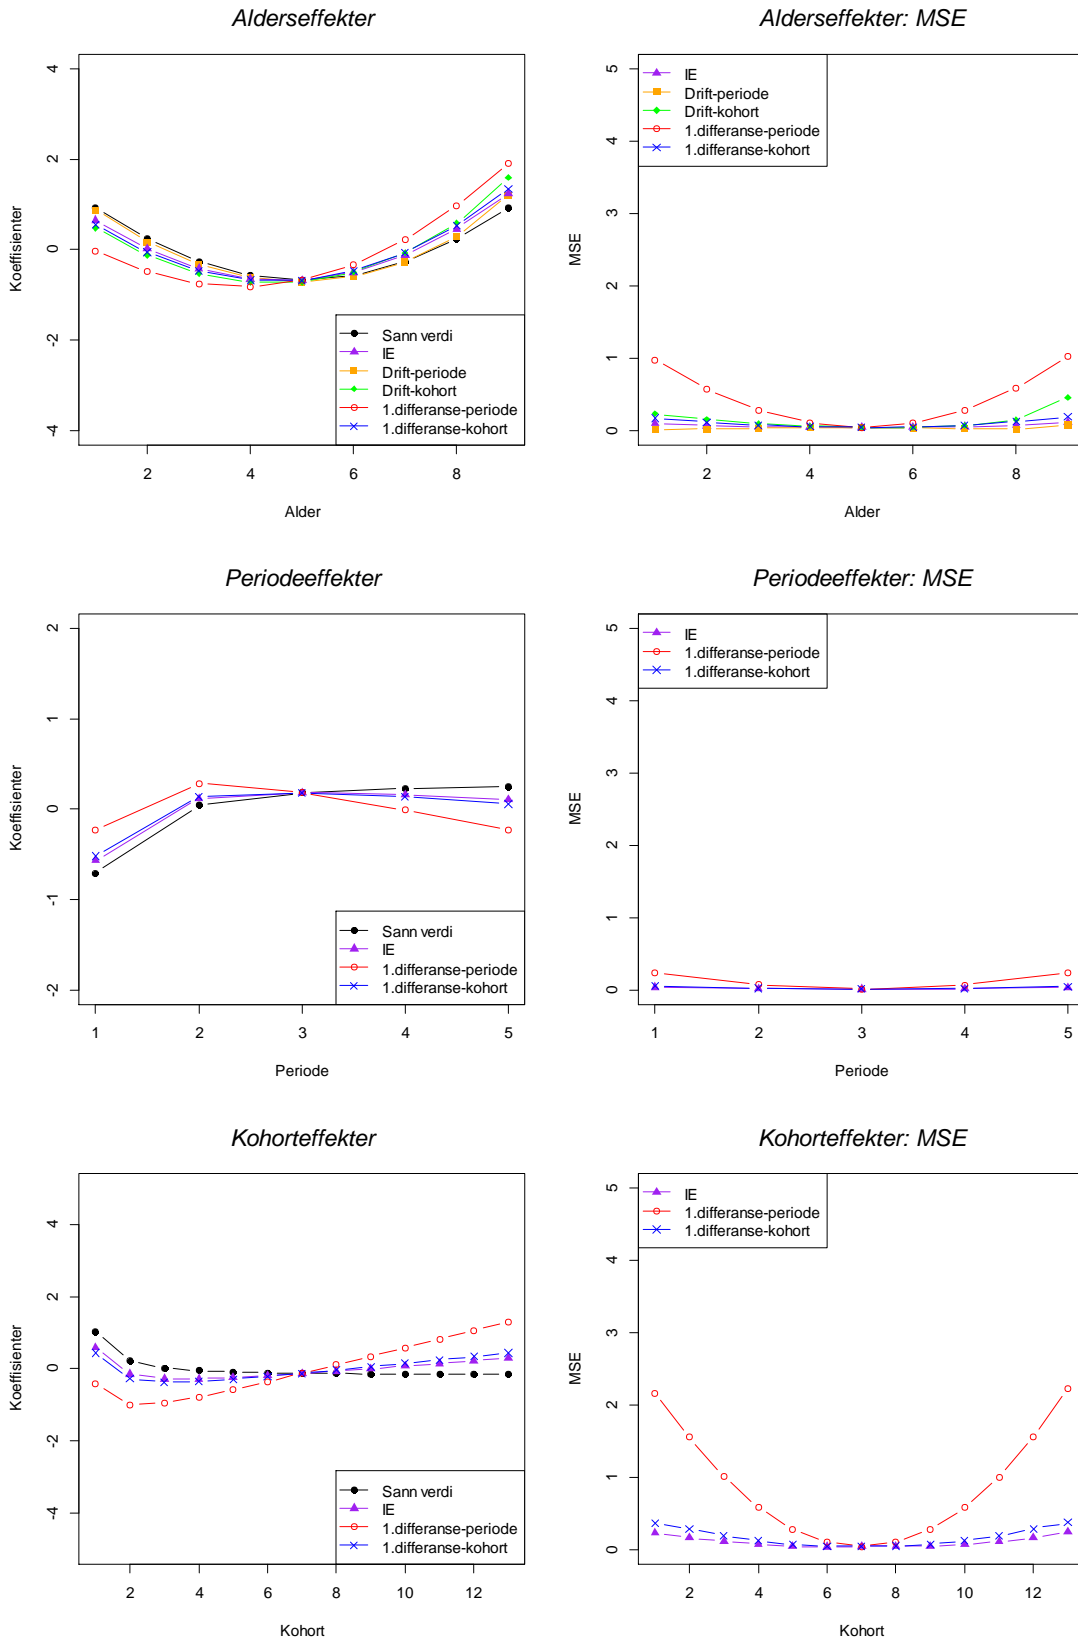 Alderseffekter
Koeffisienter
4
2
0
-2
-4
Sann verdi
IE
Drift-periode
Drift-kohort
1.differanse-periode
1.differanse-kohort
2
4
6
8
Alder
Alderseffekter: MSE
MSE
5
4
3
2
1
0
IE
Drift-periode
Drift-kohort
1.differanse-periode
1.differanse-kohort
2
4
6
8
Alder
Periodeeffekter
Koeffisienter
2
1
0
-1
-2
Sann verdi
IE
1.differanse-periode
1.differanse-kohort
1
2
3
4
5
Periode
Periodeeffekter: MSE
MSE
5
4
3
2
1
0
IE
1.differanse-periode
1.differanse-kohort
1
2
3
4
5
Periode
Kohorteffekter
Koeffisienter
4
2
0
-2
-4
Sann verdi
IE
1.differanse-periode
1.differanse-kohort
2
4
6
8
10
12
Kohort
Kohorteffekter: MSE
MSE
5
4
3
2
1
0
IE
1.differanse-periode
1.differanse-kohort
2
4
6
8
10
12
Kohort